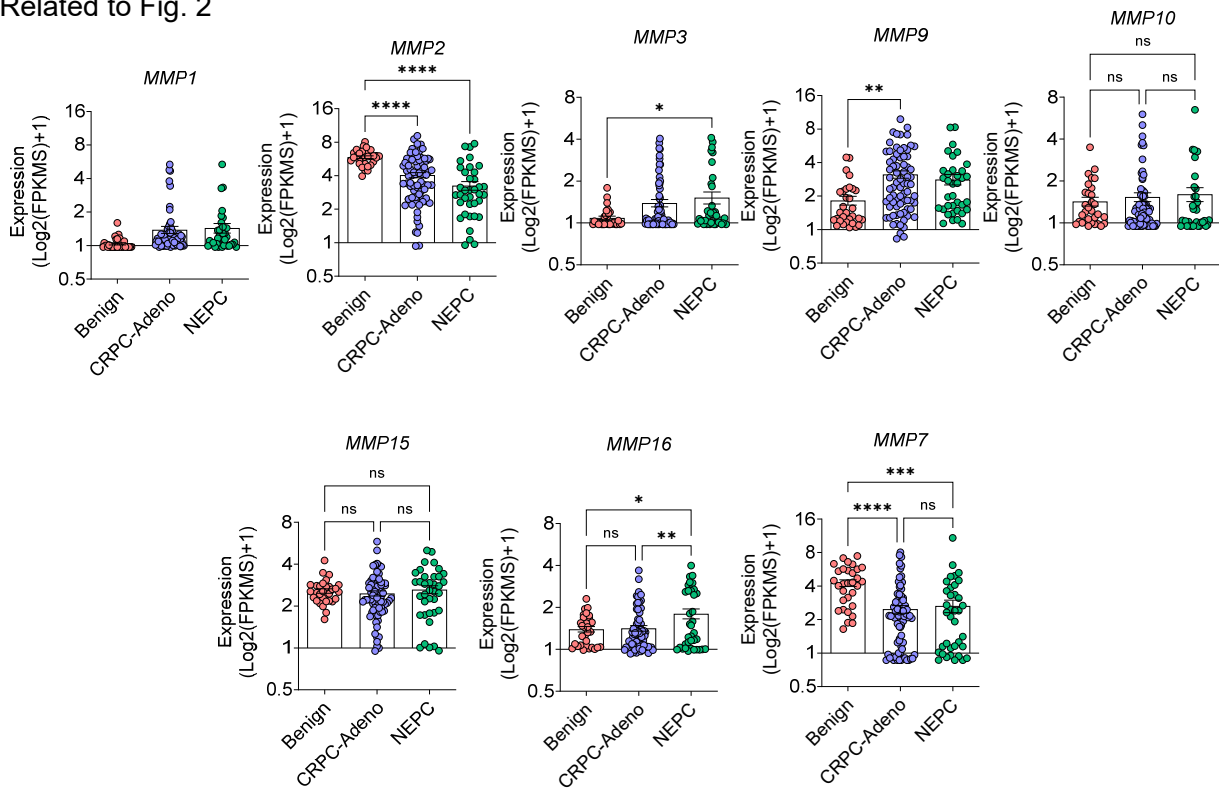 Related to Fig. 2
MMP1
Expression
(Log2(FPKMS)+1)
16
8
4
2
1
0.5
Benign
CRPC-Adeno
NEPC
MMP2
****
****
Expression
(Log2(FPKMS)+1)
16
8
4
2
1
0.5
Benign
CRPC-Adeno
NEPC
MMP3
*
Expression
(Log2(FPKMS)+1)
8
4
2
1
0.5
Benign
CRPC-Adeno
NEPC
MMP9
**
Expression
(Log2(FPKMS)+1)
16
8
4
2
1
0.5
Benign
CRPC-Adeno
NEPC
MMP10
ns
ns ns
Expression
(Log2(FPKMS)+1)
8
4
2
1
0.5
Benign
CRPC-Adeno
NEPC
MMP15
ns
ns ns
Expression
(Log2(FPKMS)+1)
8
4
2
1
0.5
Benign
CRPC-Adeno
NEPC
MMP16
*
ns **
Expression
(Log2(FPKMS)+1)
8
4
2
1
0.5
Benign
CRPC-Adeno
NEPC
MMP7
***
**** ns
Expression
(Log2(FPKMS)+1)
16
8
4
2
1
0.5
Benign
CRPC-Adeno
NEPC